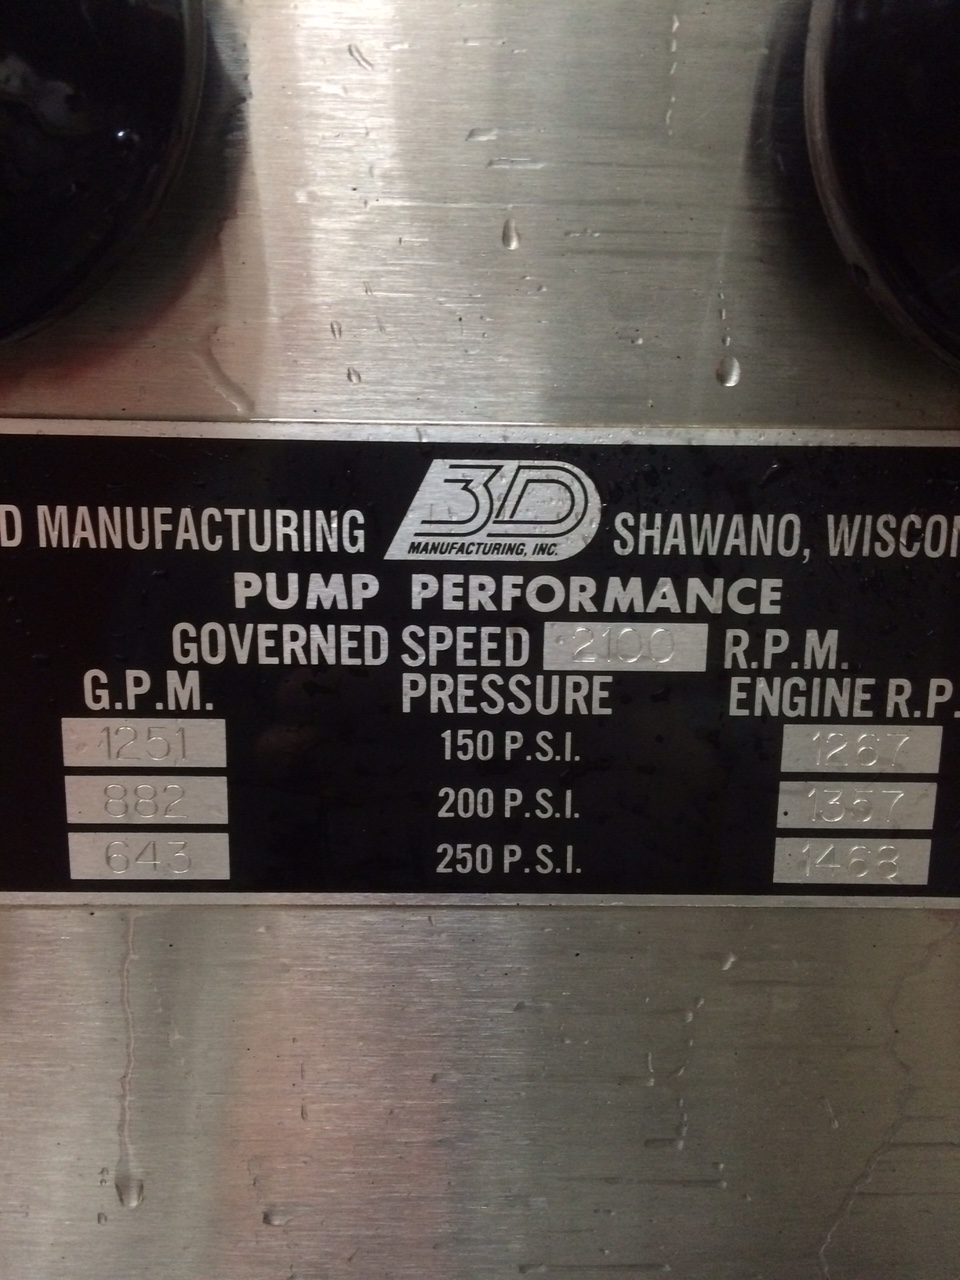 D MANUFACTURING 3D MANUFACTURING, INC. SHAWANO, WISCON
PUMP PERFORMANCE
GOVERNED SPEED 2100 R.P.M.
G.P.M. PRESSURE ENGINE R.P.
1251 150 P.S.I. 1267
882 200 P.S.I. 1357
643 250 P.S.I. 1468